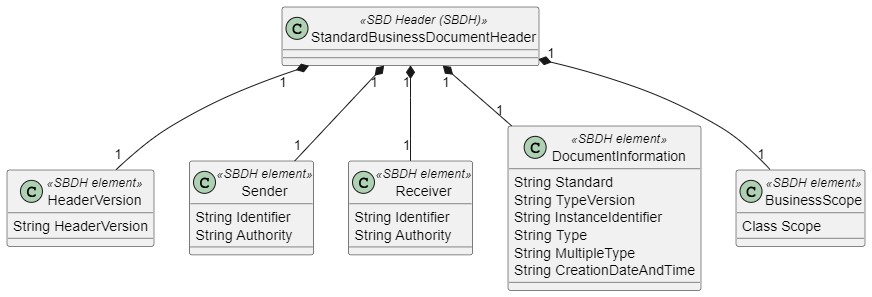 C
«SBD Header (SBDH)»
StandardBusinessDocumentHeader
1
1
1
1
1
1
1
1
1
1
C
«SBDH element»
HeaderVersion
String HeaderVersion
C
«SBDH element»
Sender
String Identifier
String Authority
C
«SBDH element»
Receiver
String Identifier
String Authority
C
«SBDH element»
DocumentInformation
String Standard
String TypeVersion
String InstanceIdentifier
String Type
String MultipleType
String CreationDateAndTime
C
«SBDH element»
BusinessScope
Class Scope